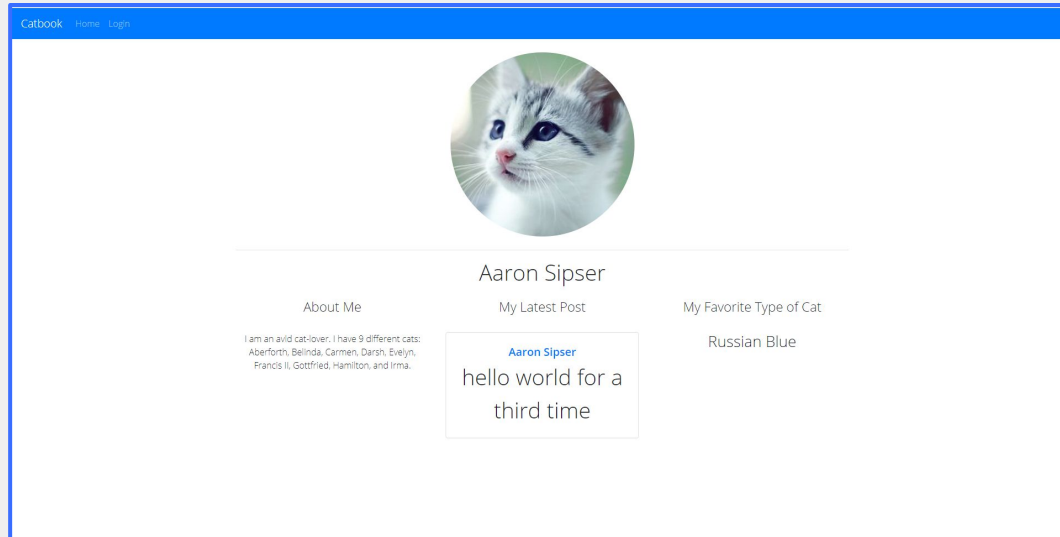 Catbook Home Login
Aaron Sipser
About Me
I am an avid cat-lover. I have 9 different cats:
Aberforth, Belinda, Carmen, Darsh, Evelyn,
Francis II, Gottfried, Hamilton, and Irma.
My Latest Post
Aaron Sipser
hello world for a
third time
My Favorite Type of Cat
Russian Blue